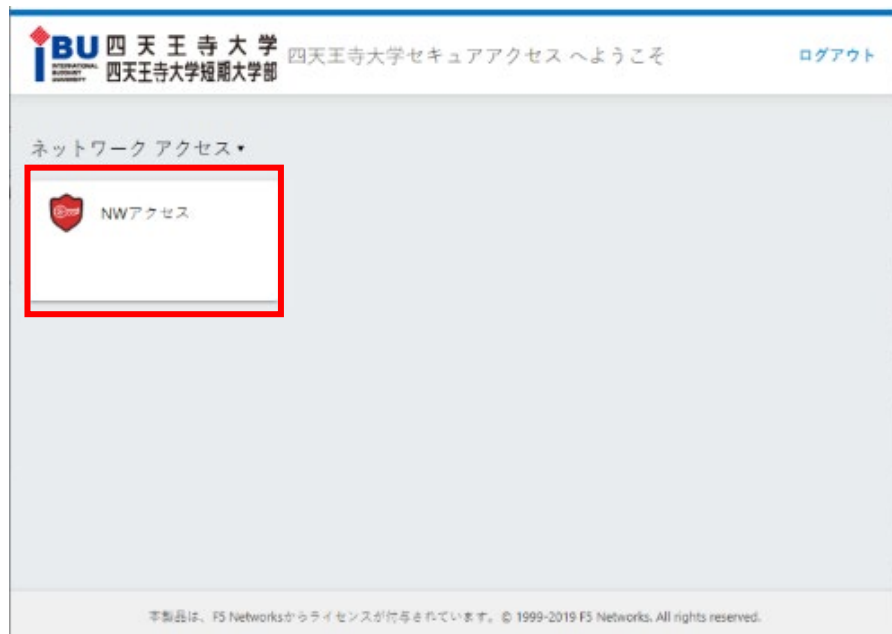 iBU 四天王寺大学
INTERNATIONAL BUDDHIST UNIVERSITY 四天王寺大学短期大学部
四天王寺大学セキュアアクセス へようこそ
ログアウト
ネットワーク アクセス▼
NWアクセス
本製品は、F5 Networksからライセンスが付与されています。© 1999-2019 F5 Networks. All rights reserved.